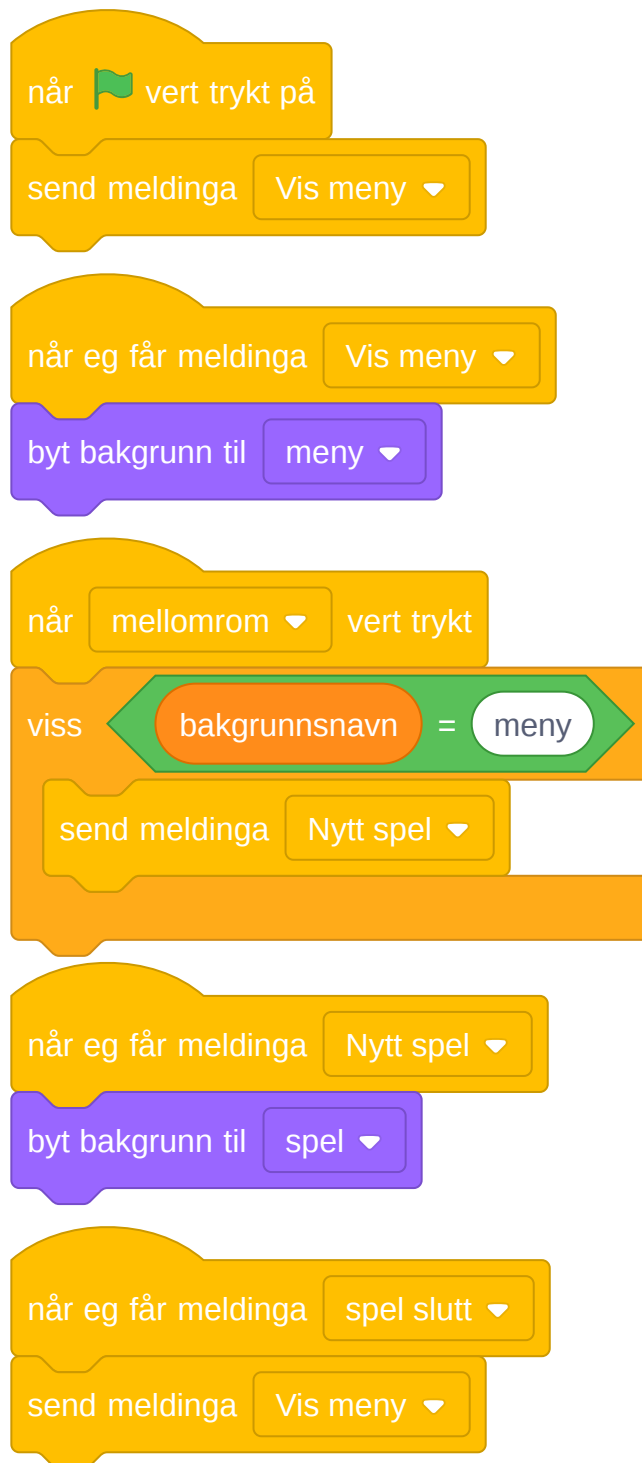 når vert trykt på
send meldinga Vis meny
når eg får meldinga Vis meny
byt bakgrunn til meny
når mellomrom vert trykt
viss bakgrunnsnavn = meny
send meldinga Nytt spel
når eg får meldinga Nytt spel
byt bakgrunn til spel
når eg får meldinga spel slutt
send meldinga Vis meny